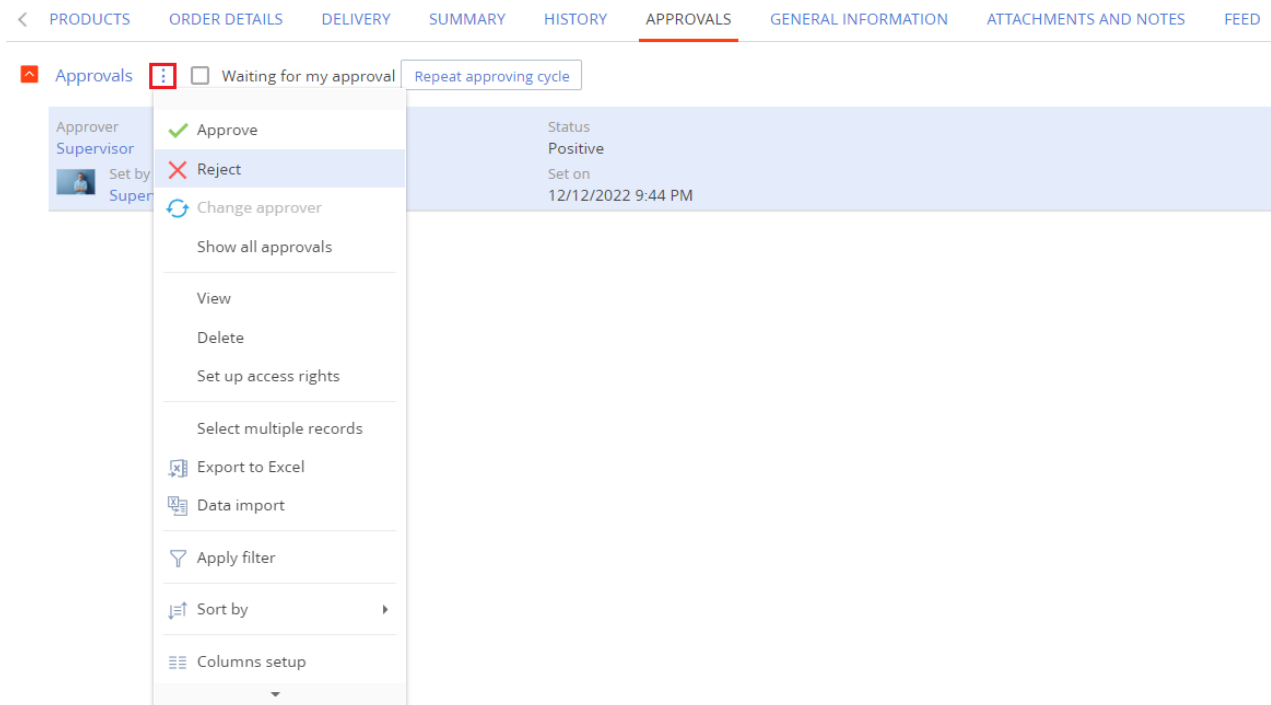 PRODUCTS ORDER DETAILS DELIVERY SUMMARY HISTORY APPROVALS GENERAL INFORMATION ATTACHMENTS AND NOTES FEED
Approvals Waiting for my approval Repeat approving cycle
Approver Status
Supervisor Positive
Set by Set on
Super 12/12/2022 9:44 PM
Approve
Reject
Change approver
Show all approvals
View
Delete
Set up access rights
Select multiple records
Export to Excel
Data import
Apply filter
Sort by
Columns setup